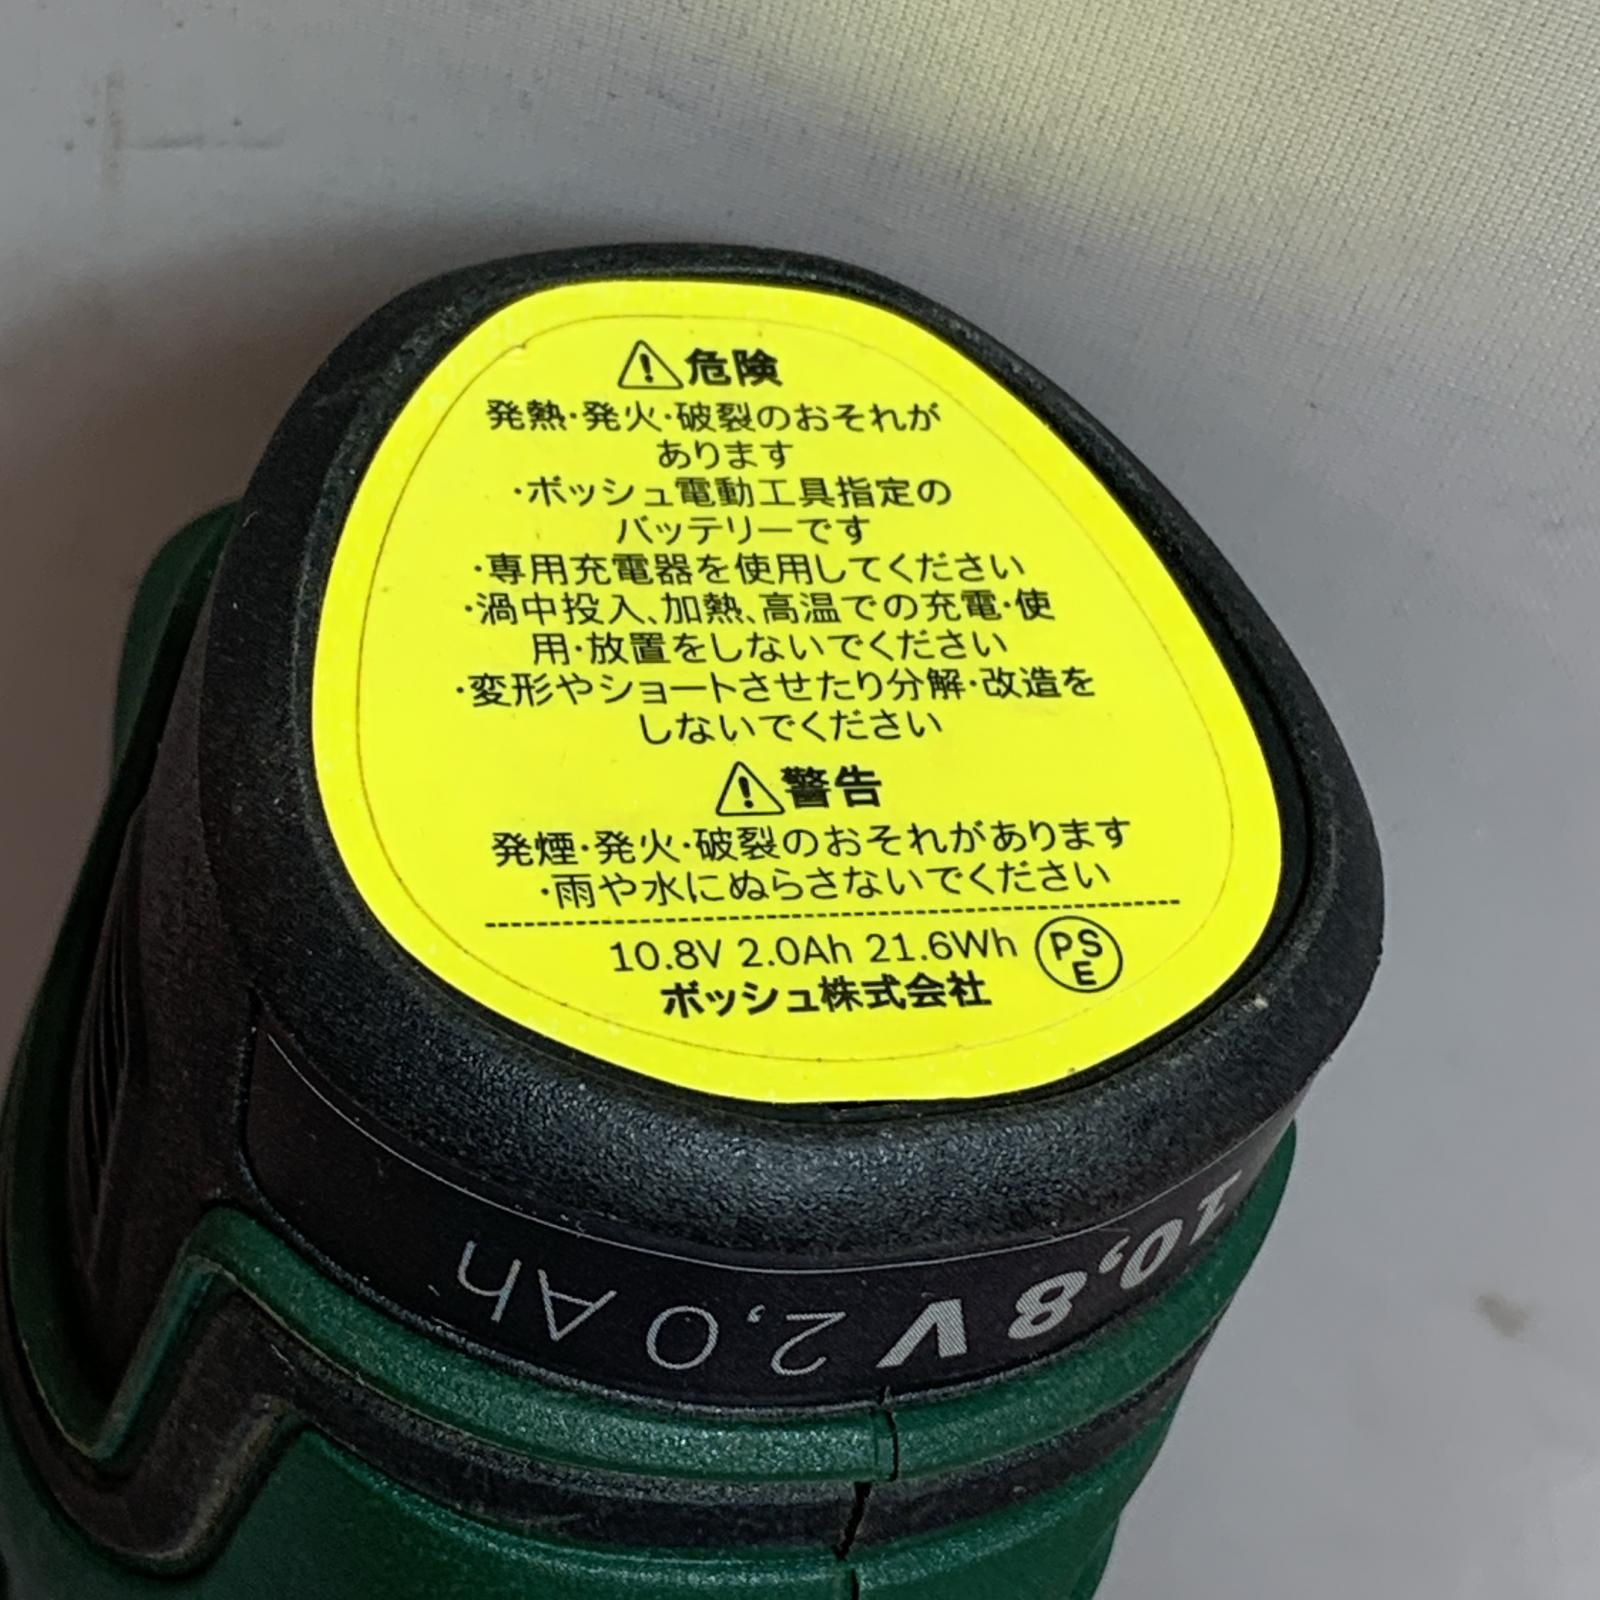 ⚠危険
発熱・発火・破裂のおそれが
あります
・ボッシュ電動工具指定の
バッテリーです
・専用充電器を使用してください
・渦中投入、加熱、高温での充電・使
用・放置をしないでください
・変形やショートさせたり分解・改造を
しないでください
⚠警告
発煙・発火・破裂のおそれがあります
・雨や水にぬらさないでください
10.8V 2.0Ah 21.6Wh PSE
ボッシュ株式会社
10,8 V 2,0 Ah